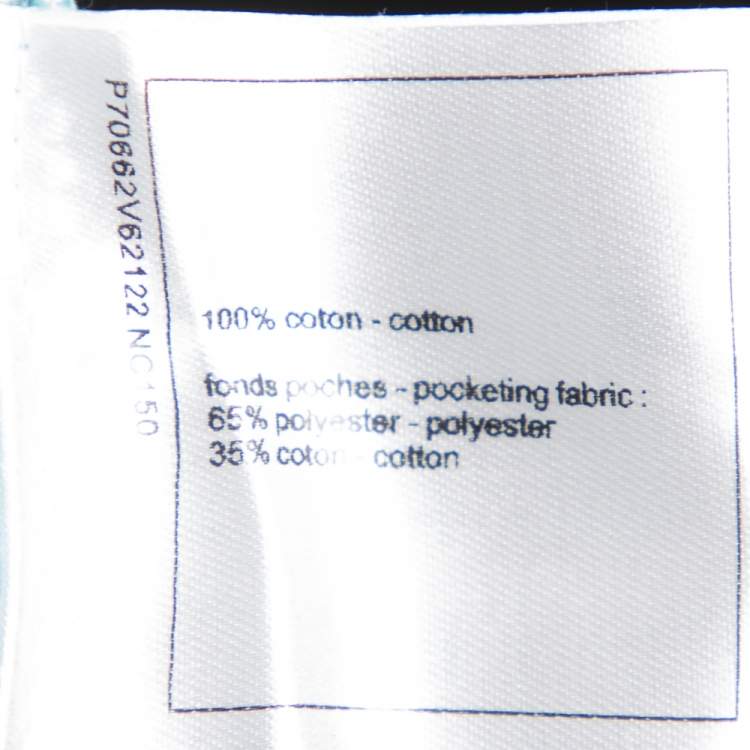 P70662V62122 NC150
100% coton - cotton
fonds poches - pocketing fabric :
65% polyester - polyester
35% coton cotton